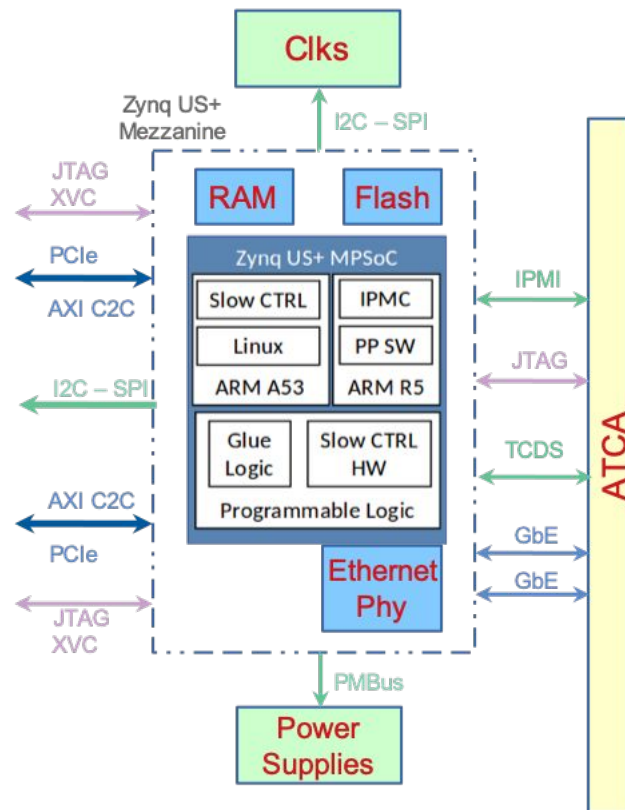 Clks
Zynq US+
Mezzanine
I2C – SPI
JTAG
XVC
RAM
Flash
PCIe
AXI C2C
Zynq US+ MPSoC
Slow CTRL
IPMC
Linux
PP SW
ARM A53
ARM R5
IPMI
JTAG
I2C – SPI
Glue
Logic
Slow CTRL
HW
Programmable Logic
TCDS
ATCA
AXI C2C
PCIe
GbE
GbE
Ethernet
Phy
JTAG
XVC
PMBus
Power
Supplies